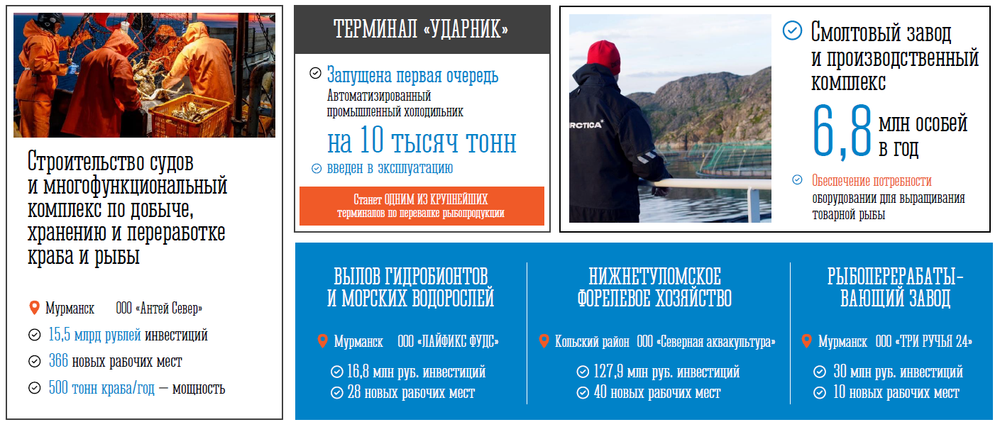 Строительство судов
и многофункциональный
комплекс по добыче,
хранению и переработке
краба и рыбы
Мурманск ООО «Антей Север»
15,5 млрд рублей инвестиций
366 новых рабочих мест
500 тонн краба/год – мощность
ТЕРМИНАЛ «УДАРНИК»
Запущена первая очередь
Автоматизированный
промышленный холодильник
на 10 тысяч тонн
введен в эксплуатацию
Станет ОДНИМ ИЗ КРУПНЕЙШИХ
терминалов по перевалке рыбопродукции
RCTICA
Смолтовый завод
и производственный
комплекс
6,8 млн особей
в год
Обеспечение потребности
оборудовании для выращивания
товарной рыбы
ВЫЛОВ ГИДРОБИОНТОВ
И МОРСКИХ ВОДОРОСЛЕЙ
Мурманск ООО «ЛАЙФИКС ФУДС»
16,8 млн руб. инвестиций
28 новых рабочих мест
НИЖНЕТУЛОМСКОЕ
ФОРЕЛЕВОЕ ХОЗЯЙСТВО
Кольский район ООО «Северная аквакультура»
127,9 млн руб. инвестиций
40 новых рабочих мест
РЫБОПЕРЕРАБАТЫ-
ВАЮЩИЙ ЗАВОД
Мурманск ООО «ТРИ РУЧЬЯ 24»
30 млн руб. инвестиций
10 новых рабочих мест